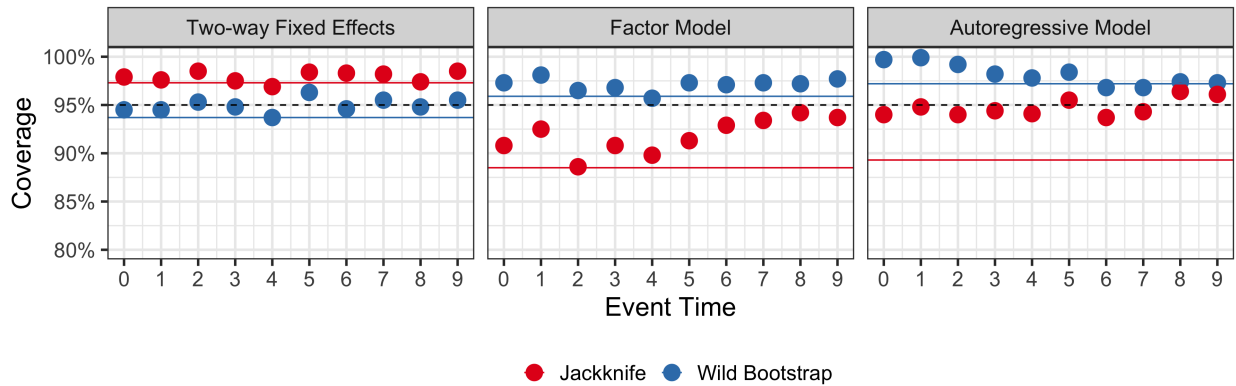 Two-way Fixed Effects
Factor Model
Autoregressive Model
Coverage
100%
95%
90%
85%
80%
0 1 2 3 4 5 6 7 8 9
0 1 2 3 4 5 6 7 8 9
0 1 2 3 4 5 6 7 8 9
Event Time
Jackknife
Wild Bootstrap